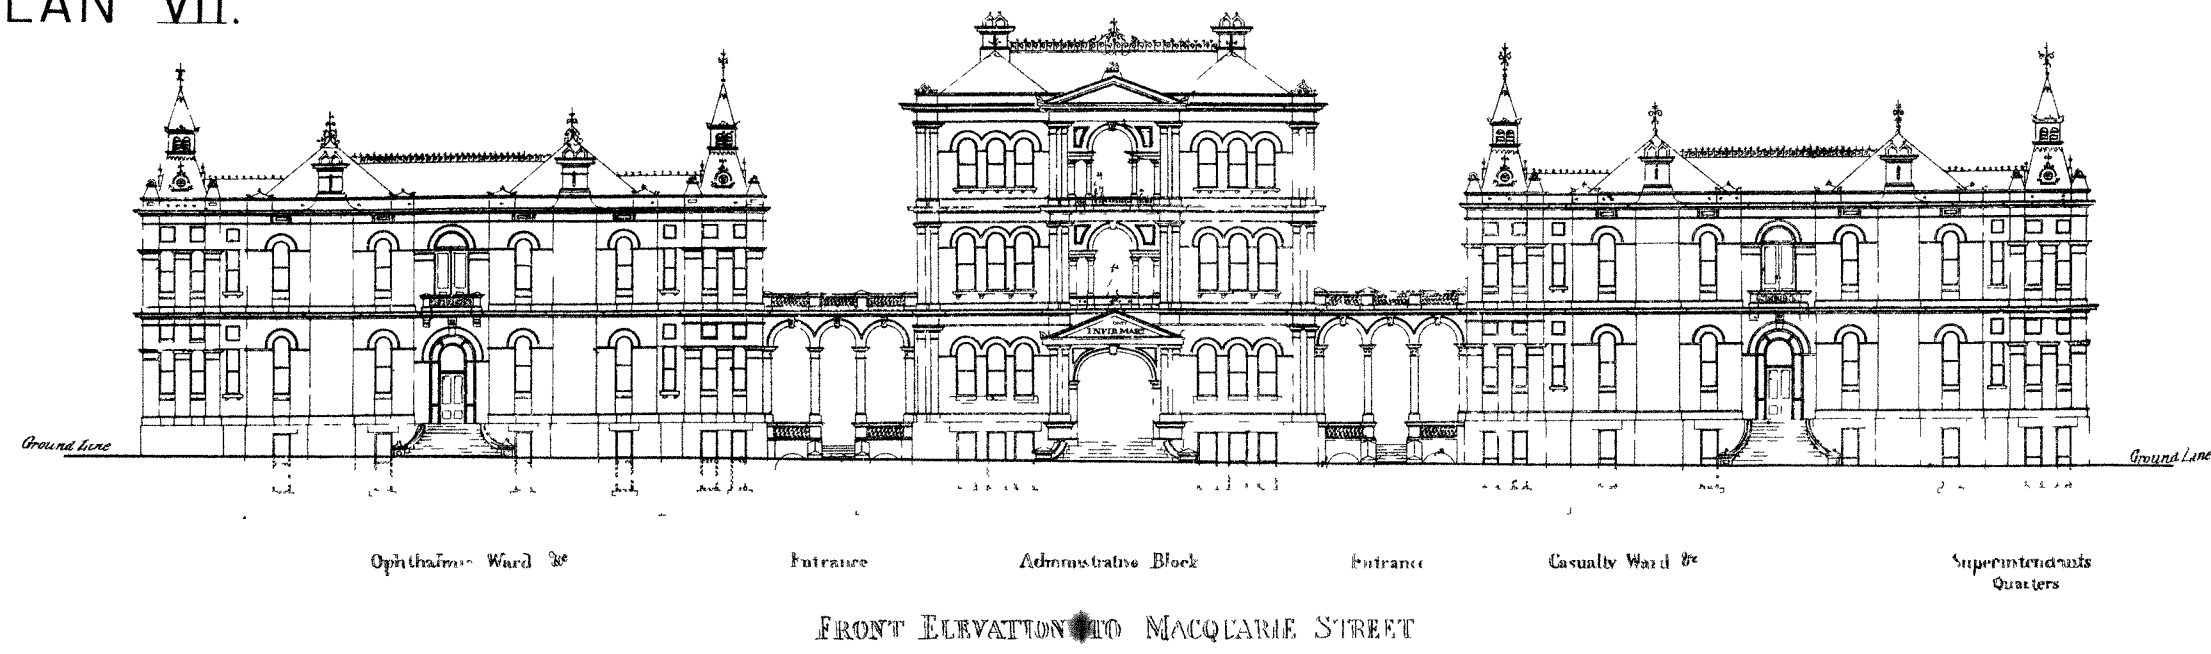 LAN VII.
INFIRMARY
Ground Line
Ground Line
Ophthalmic Ward &c
Entrance
Administrative Block
Entrance
Casualty Ward &c
Superintendants
Quarters
FRONT ELEVATION TO MACQUARIE STREET